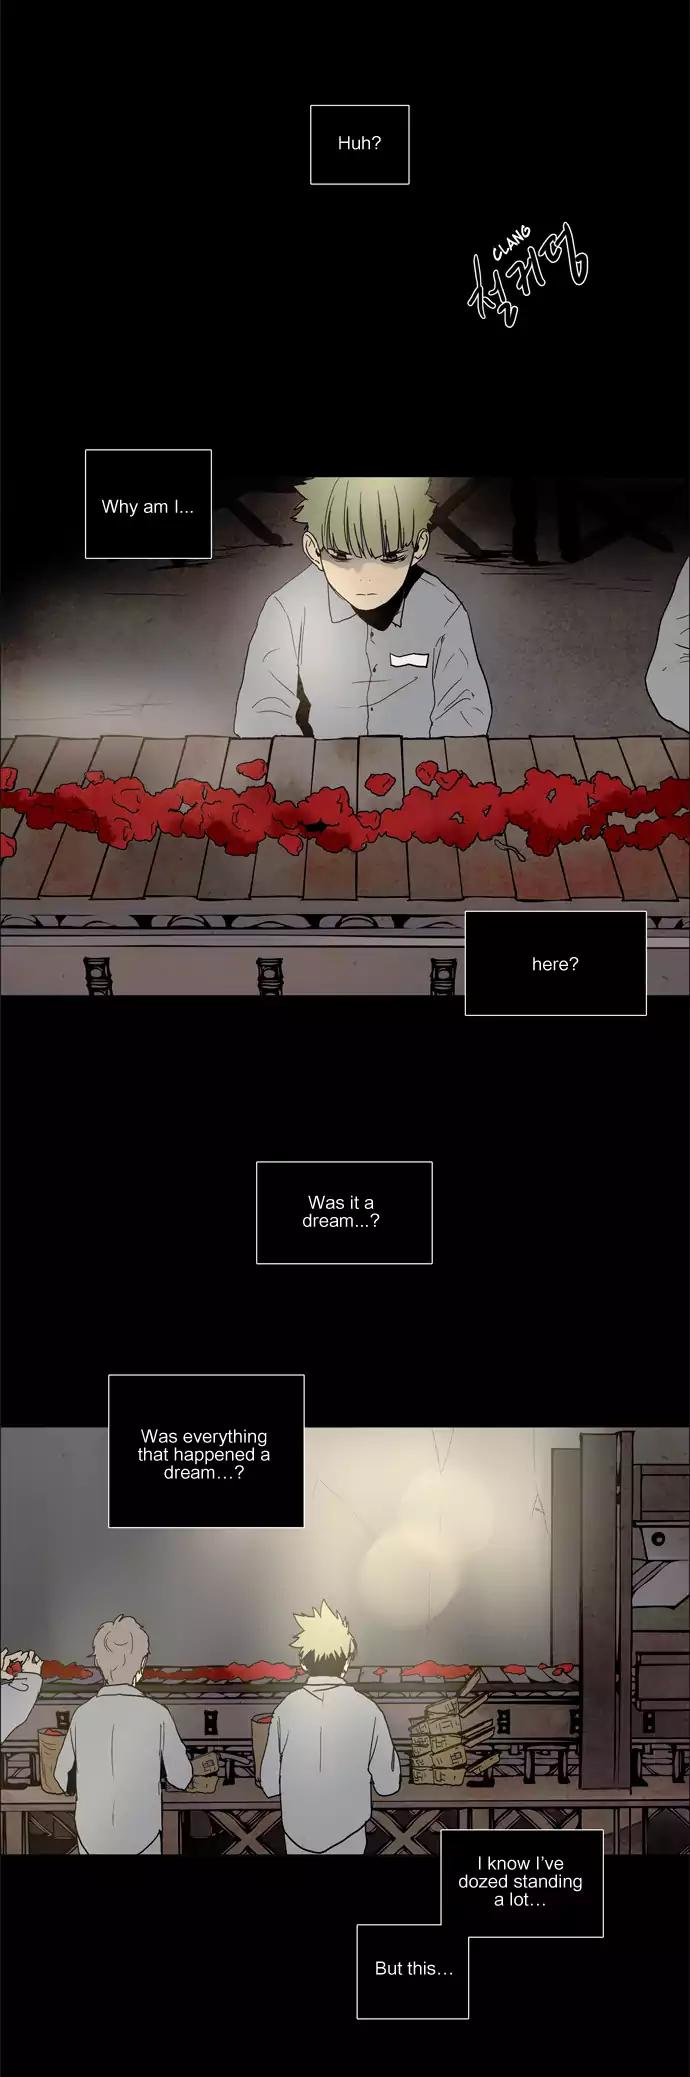 Huh?
CLANG
철커덩
Why am I...
here?
Was it a
dream...?
Was everything
that happened a
dream...?
I know I've
dozed standing
a lot...
But this...